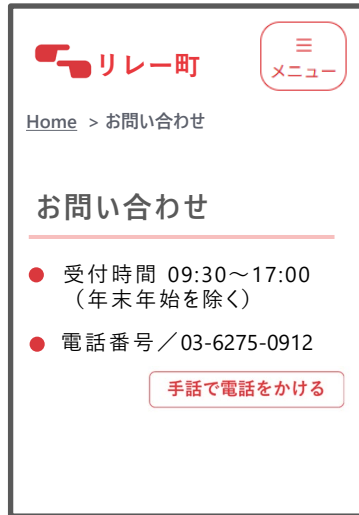 リレー町
メニュー
Home > お問い合わせ
お問い合わせ
受付時間 09:30～17:00
（年末年始を除く）
電話番号／03-6275-0912
手話で電話をかける